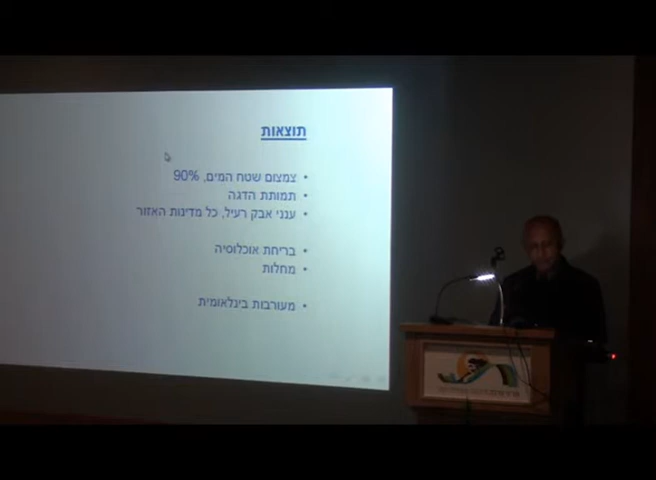 תוצאות
• צמצום שטח המים, 90%
• תמותת הדגה
• ענני אבק רעיל, כל מדינות האזור
• בריחת אוכלוסיה
• מחלות
• מעורבות בינלאומית